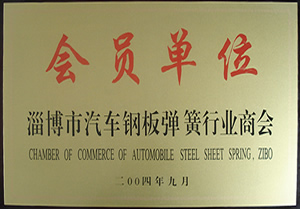 会员单位
淄博市汽车钢板弹簧行业商会
CHAMBER OF COMMERCE OF AUTOMOBILE STEEL SHEET SPRING, ZIBO
二00四年九月